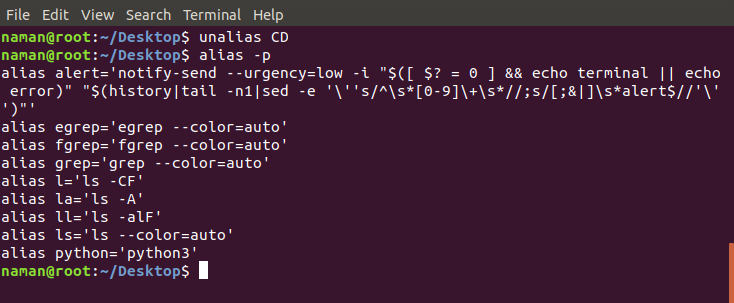 File Edit View Search Terminal Help
naman@root:~/Desktop$ unalias CD
naman@root:~/Desktop$ alias -p
alias alert='notify-send --urgency=low -i "$([ $? = 0 ] && echo terminal || echo
 error)" "$(history|tail -n1|sed -e '\''s/^\s*[0-9]\+\s*//;s/[;&|]\s*alert$//'\'
')"'
alias egrep='egrep --color=auto'
alias fgrep='fgrep --color=auto'
alias grep='grep --color=auto'
alias l='ls -CF'
alias la='ls -A'
alias ll='ls -alF'
alias ls='ls --color=auto'
alias python='python3'
naman@root:~/Desktop$